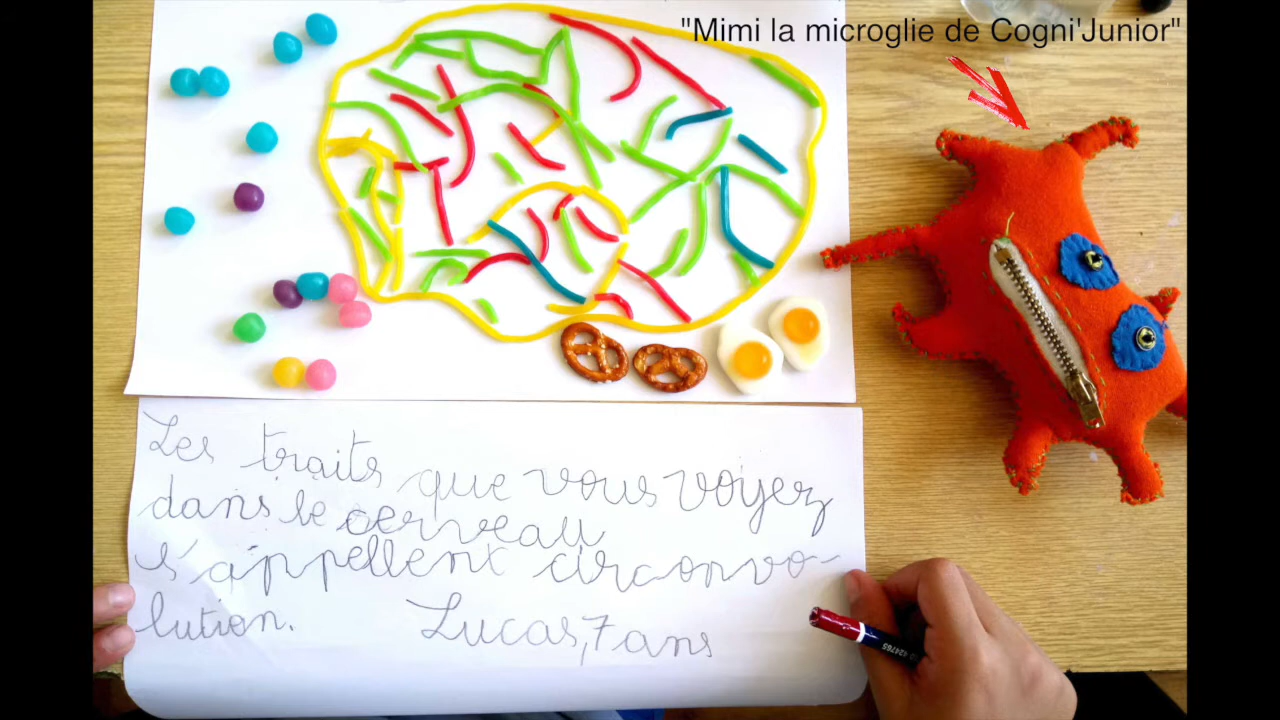 "Mimi la microglie de Cogni'Junior"
Les traits que vous voyez
dans le cerveau
s'appellent circonvo-
lution. Lucas, 7 ans
424765